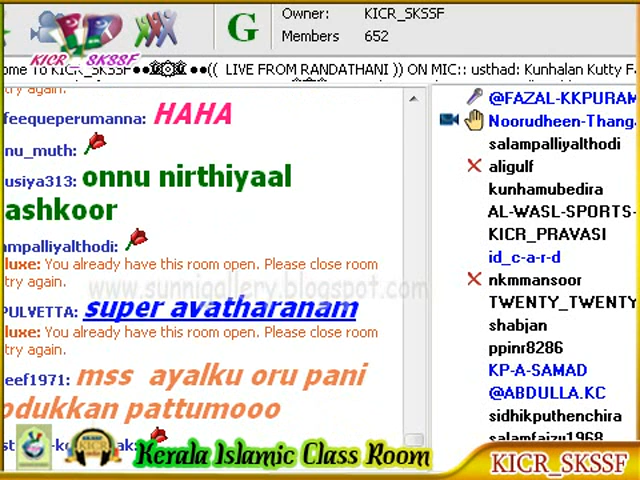 Owner: KICR_SKSSF
Members 652
G
KICR_SKSSF
ome To KICR_SKSSF●●۞●●(( LIVE FROM RANDATHANI )) ON MIC:: usthad: Kunhalan Kutty F
try again.
feequeperumanna: HAHA
nu_muth:
usiya313: onnu nirthiyaal
ashkoor
ampalliyalthodi:
luxe: You already have this room open. Please close room
try again.
www.sunnigallery.blogspot.com
PULVETTA: super avatharanam
luxe: You already have this room open. Please close room
try again.
eef1971: mss ayalku oru pani
odukkan pattumooo
@FAZAL-KKPURAM
Noorudheen-Thang
salampalliyalthodi
aligulf
kunhamubedira
AL-WASL-SPORTS-
KICR_PRAVASI
id_c-a-r-d
nkmmansoor
TWENTY_TWENTY
shabjan
ppinr8286
KP-A-SAMAD
@ABDULLA.KC
sidhikputhenchira
salamfaizu1968
Kerala Islamic Class Room
KICR_SKSSF